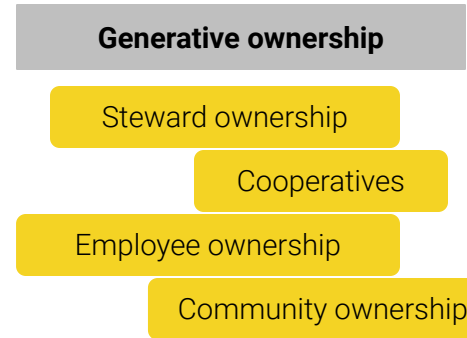 Generative ownership
Steward ownership
Cooperatives
Employee ownership
Community ownership